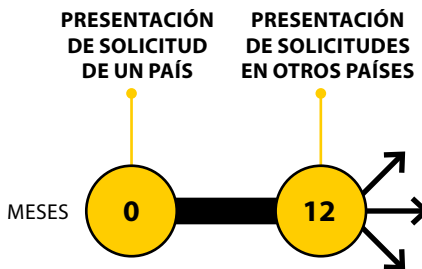 PRESENTACIÓN
DE SOLICITUD
DE UN PAÍS
PRESENTACIÓN
DE SOLICITUDES
EN OTROS PAÍSES
MESES
0
12